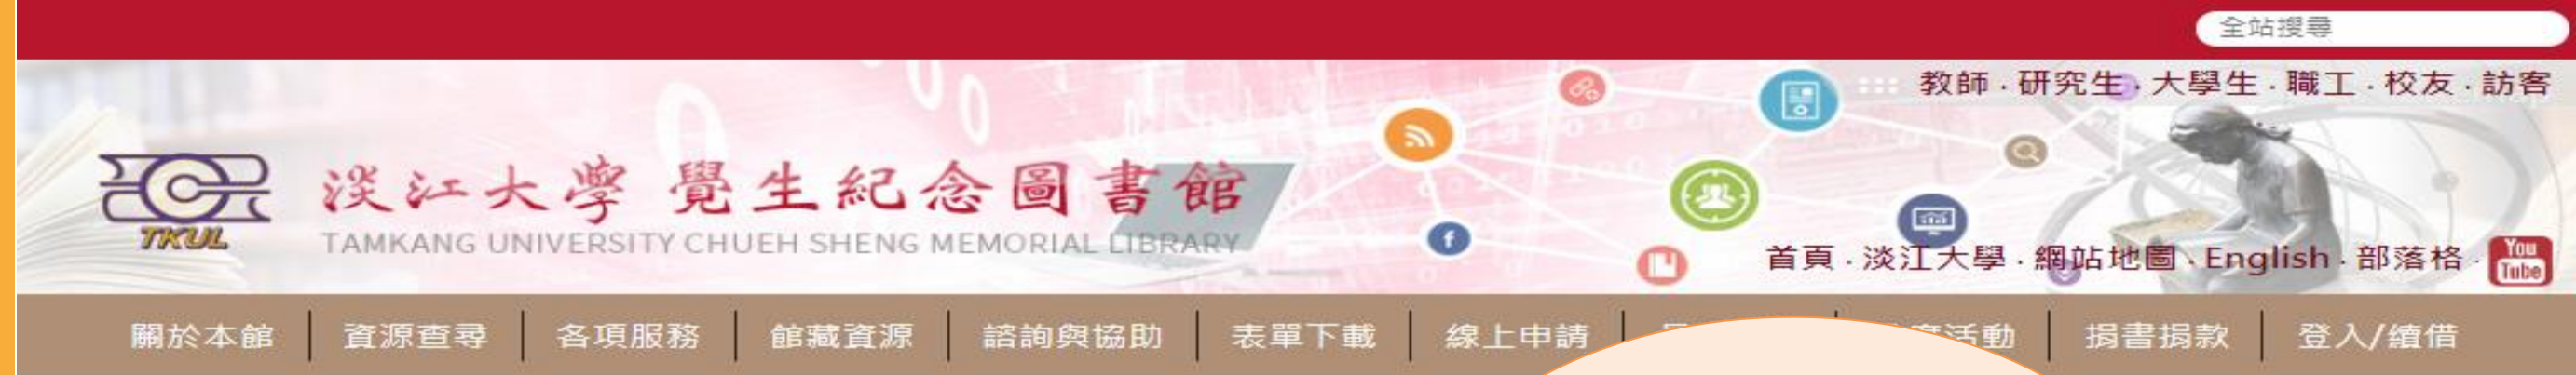 全站搜尋
教師 · 研究生 · 大學生 · 職工 · 校友 · 訪客
淡江大學 覺生紀念圖書館
TKUL
TAMKANG UNIVERSITY CHUEH SHENG MEMORIAL LIBRARY
首頁 · 淡江大學 · 網站地圖 · English · 部落格 · You Tube
關於本館 | 資源查尋 | 各項服務 | 館藏資源 | 諮詢與協助 | 表單下載 | 線上申請 | 活動 | 捐書捐款 | 登入/續借